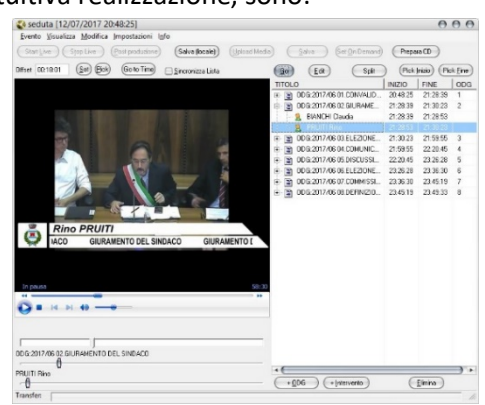 tuitiva realizzazione, sono:
seduta [12/07/2017 20:48:25]
Evento Visualizza Modifica Impostazioni Info
Start Live Stop Live Post produzione Salva (locale) Upload Media Salva Ser On Demand Prepara CD
Offset 00:18:01 Set Pick Go to Time Sincronizza Lista Go Edit Split Pick Inizio Pick Fine
TITOLO INIZIO FINE ODG
ODG:2017/06 01.CONVALID... 20:48:25 21:28:39 1
ODG:2017/06 02.GIURAME... 21:28:39 21:30:23 2
BIANCHI Claudia 21:28:39 21:28:53
PRUITI Rino
ODG:2017/06 03.ELEZIONE... 21:30:23 21:59:55 3
ODG:2017/06 04.COMUNIC... 21:59:55 22:20:45 4
ODG:2017/06 05.DISCUSSI... 22:20:45 23:26:28 5
ODG:2017/06 06.ELEZIONE... 23:26:28 23:36:30 6
ODG:2017/06 07.COMMISSI... 23:36:30 23:45:19 7
ODG:2017/06 08.DEFINIZIO... 23:45:19 23:49:33 8
Rino PRUITI
DACO GIURAMENTO DEL SINDACO GIURAMENTO D
In pausa 58:30
ODG:2017/06 02.GIURAMENTO DEL SINDACO
PRUITI Rino
+ ODG + Intervento Elimina
Transfer: